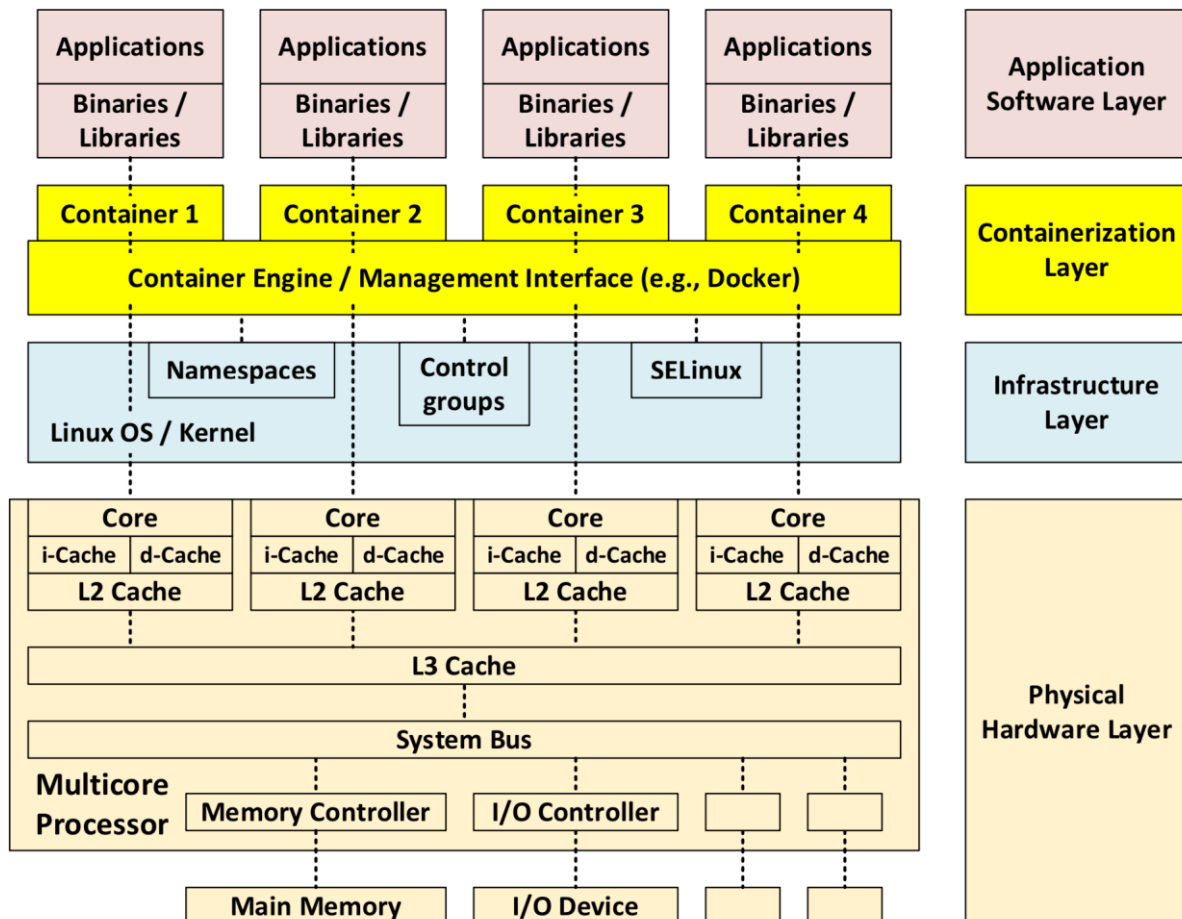 Applications
Applications
Applications
Applications
Application
Software Layer
Binaries /
Libraries
Binaries /
Libraries
Binaries /
Libraries
Binaries /
Libraries
Container 1
Container 2
Container 3
Container 4
Containerization
Layer
Container Engine / Management Interface (e.g., Docker)
Namespaces
Control
groups
SELinux
Linux OS / Kernel
Infrastructure
Layer
Core
Core
Core
Core
i-Cache
d-Cache
i-Cache
d-Cache
i-Cache
d-Cache
i-Cache
d-Cache
L2 Cache
L2 Cache
L2 Cache
L2 Cache
L3 Cache
System Bus
Physical
Hardware Layer
Multicore
Processor
Memory Controller
I/O Controller
Main Memory
I/O Device